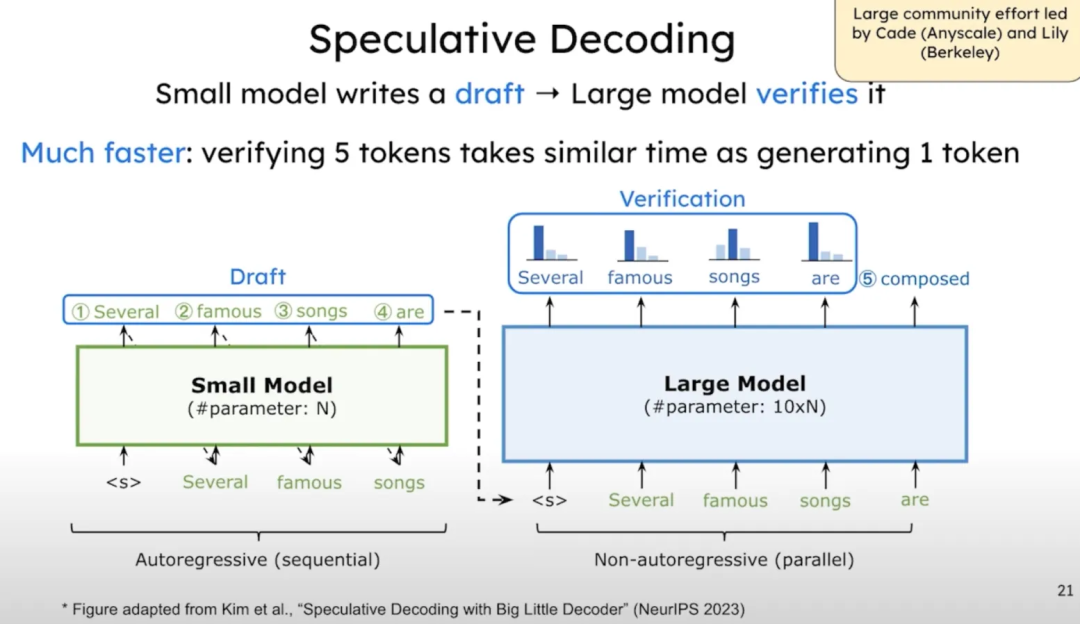 Speculative Decoding
Large community effort led
by Cade (Anyscale) and Lily
(Berkeley)
Small model writes a draft → Large model verifies it
Much faster: verifying 5 tokens takes similar time as generating 1 token
Draft
① Several ② famous ③ songs ④ are
Small Model
(#parameter: N)
<s> Several famous songs
Autoregressive (sequential)
Verification
Several famous songs are ⑤ composed
Large Model
(#parameter: 10xN)
<s> Several famous songs are
Non-autoregressive (parallel)
21
* Figure adapted from Kim et al., “Speculative Decoding with Big Little Decoder” (NeurIPS 2023)